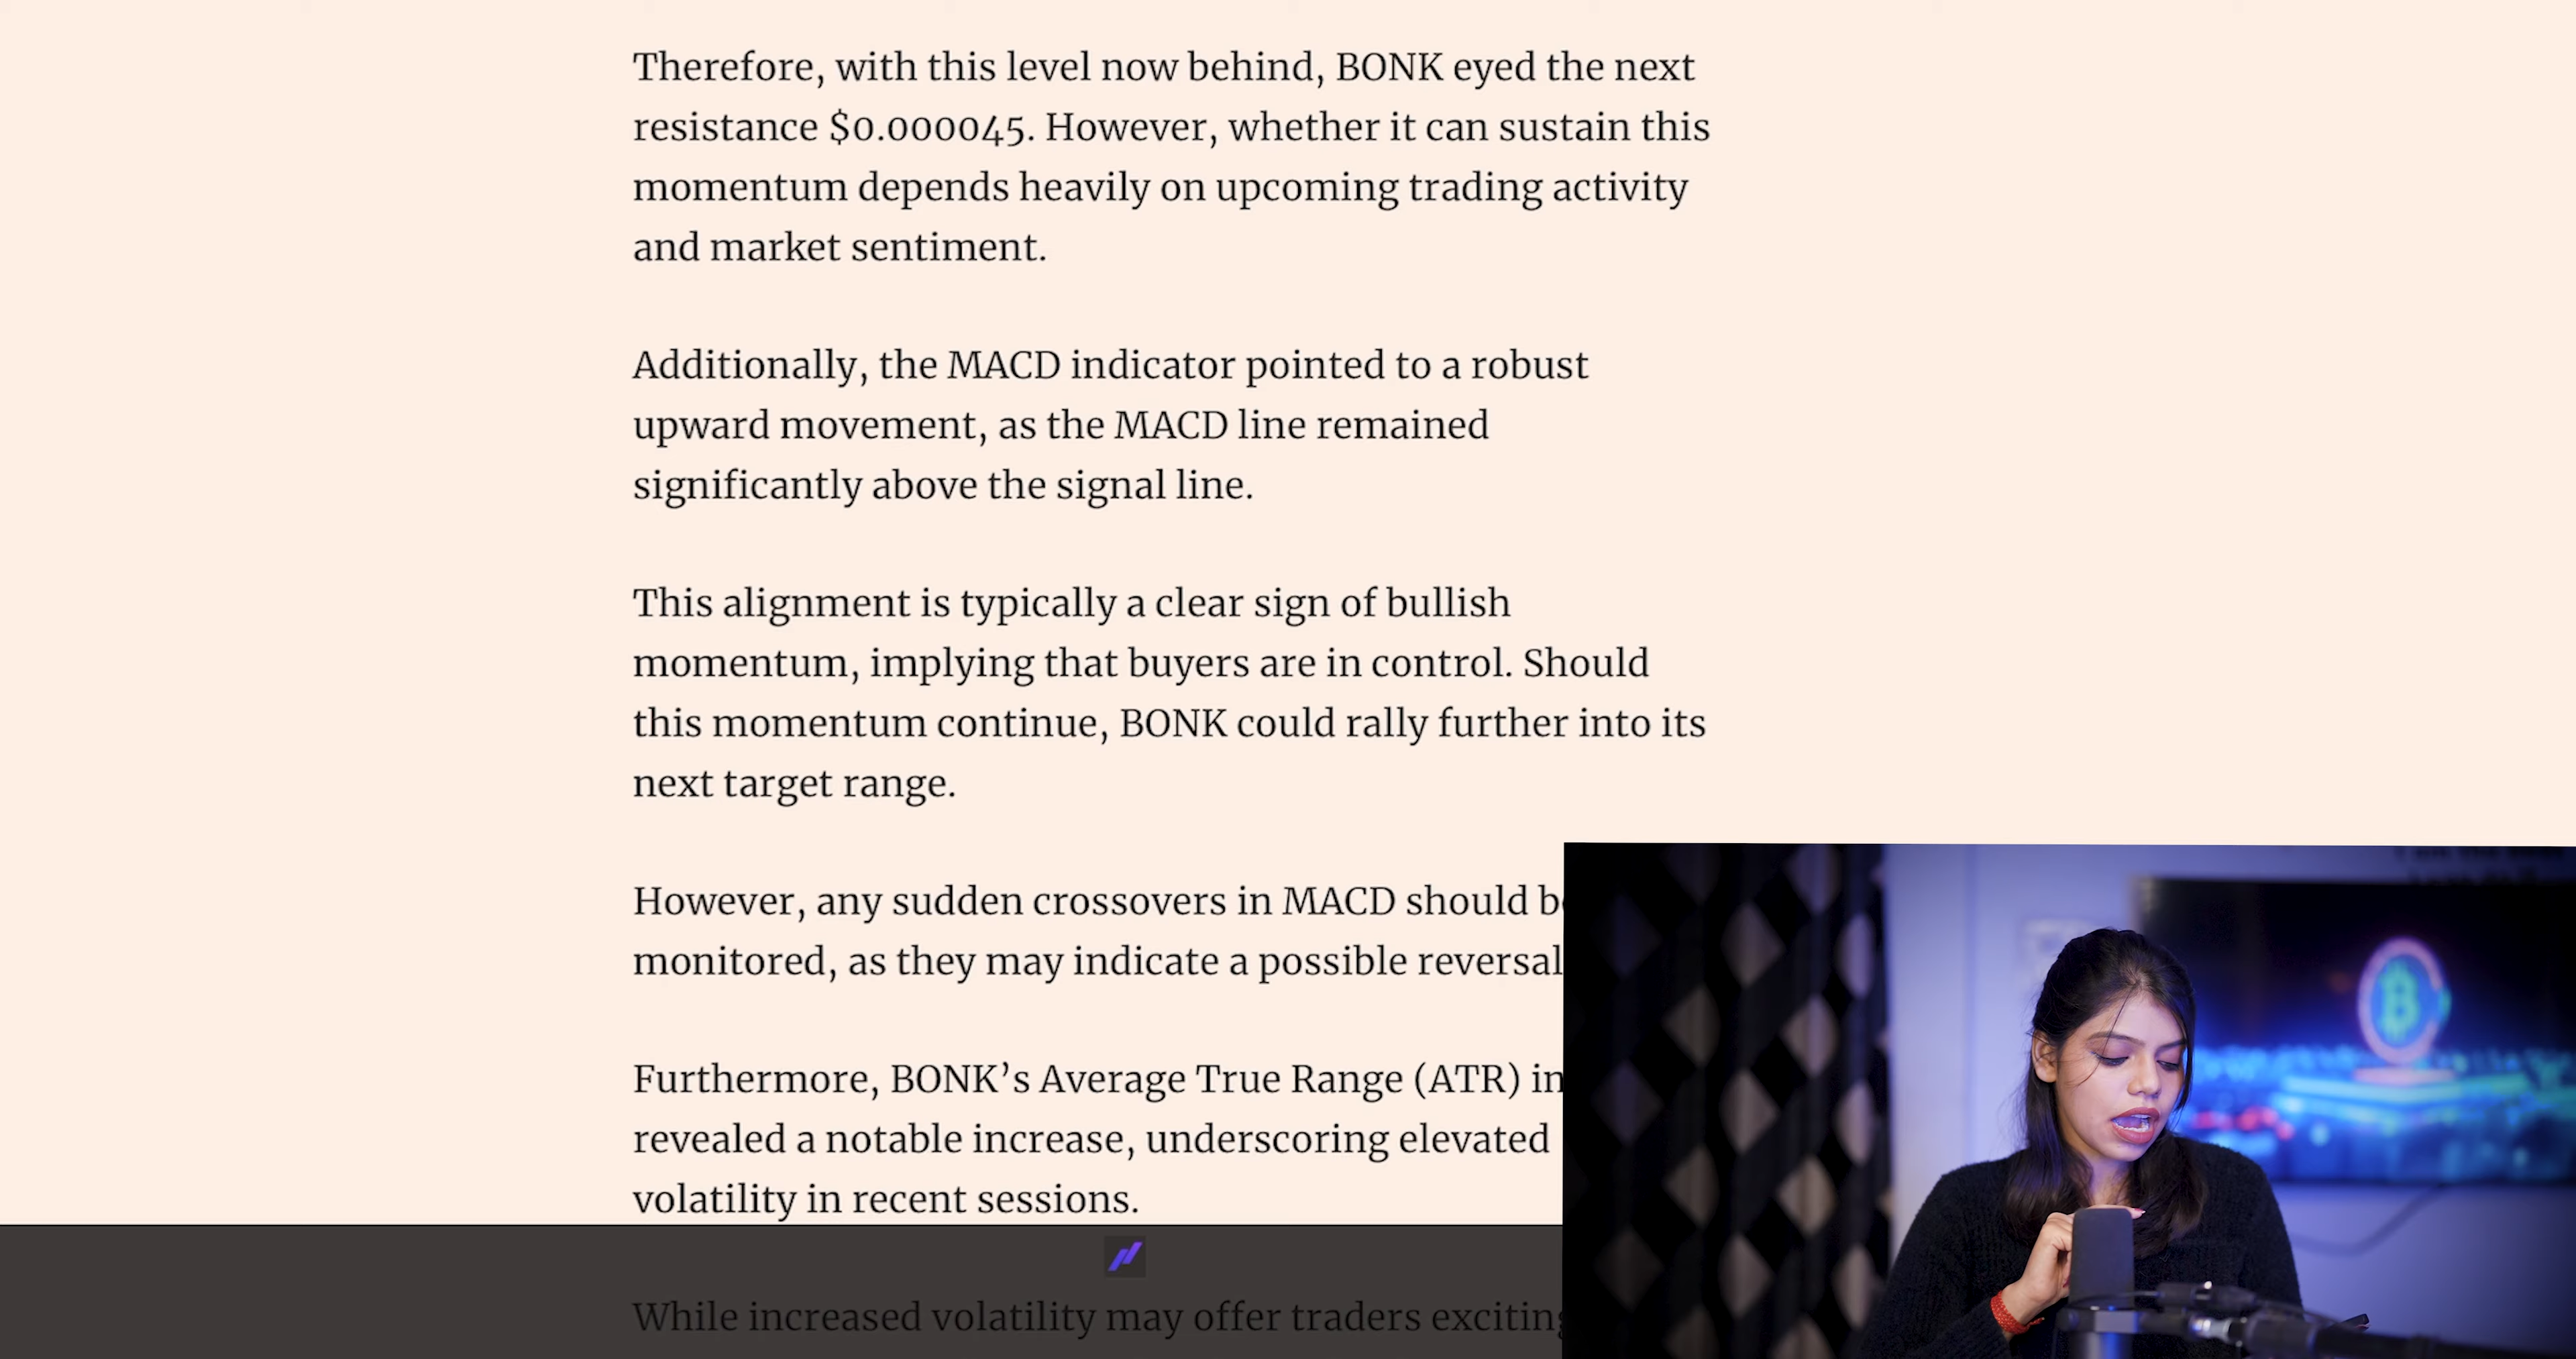 Therefore, with this level now behind, BONK eyed the next
resistance $0.000045. However, whether it can sustain this
momentum depends heavily on upcoming trading activity
and market sentiment.
Additionally, the MACD indicator pointed to a robust
upward movement, as the MACD line remained
significantly above the signal line.
This alignment is typically a clear sign of bullish
momentum, implying that buyers are in control. Should
this momentum continue, BONK could rally further into its
next target range.
However, any sudden crossovers in MACD should
monitored, as they may indicate a possible reversal
Furthermore, BONK’s Average True Range (ATR)
revealed a notable increase, underscoring elevated
volatility in recent sessions.
While increased volatility may offer traders exciting